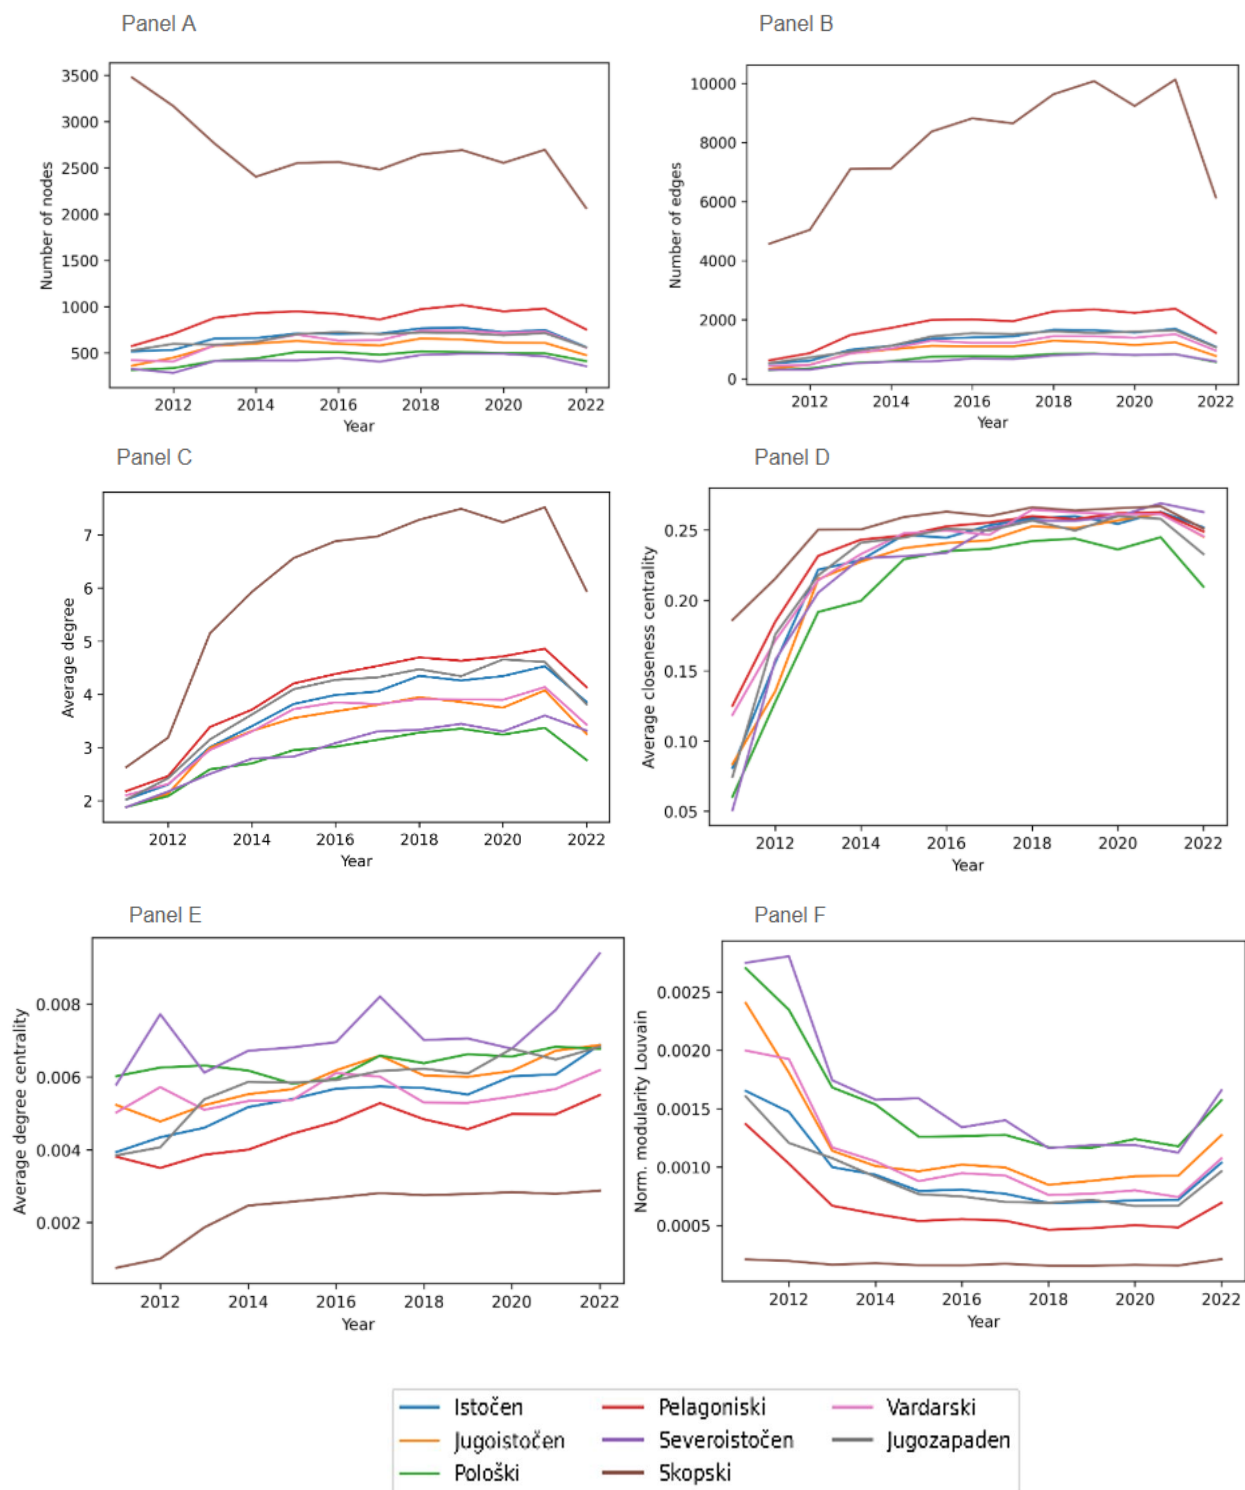 Panel A
Panel B
3500
3000
2500
2000
1500
1000
500
Number of nodes
2012 2014 2016 2018 2020 2022
Year
10000
8000
6000
4000
2000
0
Number of edges
2012 2014 2016 2018 2020 2022
Year
Panel C
Panel D
7
6
5
4
3
2
Average degree
2012 2014 2016 2018 2020 2022
Year
0.25
0.20
0.15
0.10
0.05
Average closeness centrality
2012 2014 2016 2018 2020 2022
Year
Panel E
Panel F
0.008
0.006
0.004
0.002
Average degree centrality
2012 2014 2016 2018 2020 2022
Year
0.0025
0.0020
0.0015
0.0010
0.0005
Norm. modularity Louvain
2012 2014 2016 2018 2020 2022
Year
Istočen Pelagoniski Vardarski
Jugoistočen Severoistočen Jugozapaden
Pološki Skopski